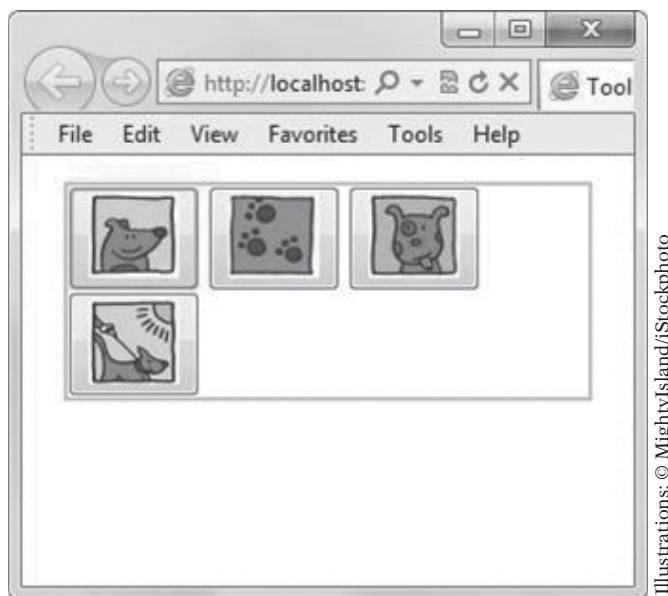 http://localhost:
Tool
File Edit View Favorites Tools Help
Illustrations: © MightyIsland/iStockphoto